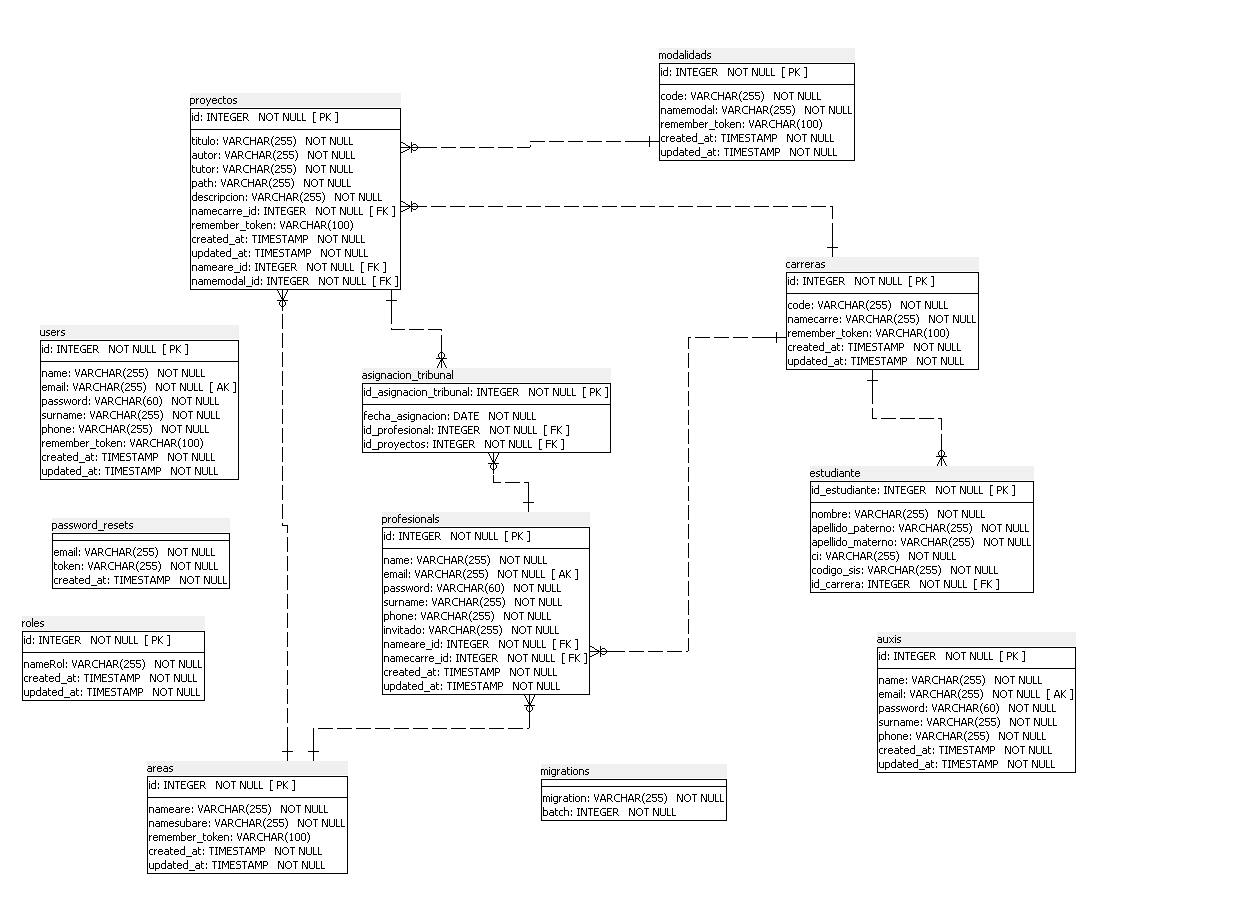 modalidads
id: INTEGER NOT NULL [ PK ]
code: VARCHAR(255) NOT NULL
namemodal: VARCHAR(255) NOT NULL
remember_token: VARCHAR(100)
created_at: TIMESTAMP NOT NULL
updated_at: TIMESTAMP NOT NULL
proyectos
id: INTEGER NOT NULL [ PK ]
titulo: VARCHAR(255) NOT NULL
autor: VARCHAR(255) NOT NULL
tutor: VARCHAR(255) NOT NULL
path: VARCHAR(255) NOT NULL
descripcion: VARCHAR(255) NOT NULL
namecarre_id: INTEGER NOT NULL [ FK ]
remember_token: VARCHAR(100)
created_at: TIMESTAMP NOT NULL
updated_at: TIMESTAMP NOT NULL
nameare_id: INTEGER NOT NULL [ FK ]
namemodal_id: INTEGER NOT NULL [ FK ]
carreras
id: INTEGER NOT NULL [ PK ]
code: VARCHAR(255) NOT NULL
namecarre: VARCHAR(255) NOT NULL
remember_token: VARCHAR(100)
created_at: TIMESTAMP NOT NULL
updated_at: TIMESTAMP NOT NULL
users
id: INTEGER NOT NULL [ PK ]
name: VARCHAR(255) NOT NULL
email: VARCHAR(255) NOT NULL [ AK ]
password: VARCHAR(60) NOT NULL
surname: VARCHAR(255) NOT NULL
phone: VARCHAR(255) NOT NULL
remember_token: VARCHAR(100)
created_at: TIMESTAMP NOT NULL
updated_at: TIMESTAMP NOT NULL
asignacion_tribunal
id_asignacion_tribunal: INTEGER NOT NULL [ PK ]
fecha_asignacion: DATE NOT NULL
id_profesional: INTEGER NOT NULL [ FK ]
id_proyectos: INTEGER NOT NULL [ FK ]
estudiante
id_estudiante: INTEGER NOT NULL [ PK ]
nombre: VARCHAR(255) NOT NULL
apellido_paterno: VARCHAR(255) NOT NULL
apellido_materno: VARCHAR(255) NOT NULL
ci: VARCHAR(255) NOT NULL
codigo_sis: VARCHAR(255) NOT NULL
id_carrera: INTEGER NOT NULL [ FK ]
password_resets
email: VARCHAR(255) NOT NULL
token: VARCHAR(255) NOT NULL
created_at: TIMESTAMP NOT NULL
profesionals
id: INTEGER NOT NULL [ PK ]
name: VARCHAR(255) NOT NULL
email: VARCHAR(255) NOT NULL [ AK ]
password: VARCHAR(60) NOT NULL
surname: VARCHAR(255) NOT NULL
phone: VARCHAR(255) NOT NULL
invitado: VARCHAR(255) NOT NULL
nameare_id: INTEGER NOT NULL [ FK ]
namecarre_id: INTEGER NOT NULL [ FK ]
created_at: TIMESTAMP NOT NULL
updated_at: TIMESTAMP NOT NULL
roles
id: INTEGER NOT NULL [ PK ]
nameRol: VARCHAR(255) NOT NULL
created_at: TIMESTAMP NOT NULL
updated_at: TIMESTAMP NOT NULL
auxis
id: INTEGER NOT NULL [ PK ]
name: VARCHAR(255) NOT NULL
email: VARCHAR(255) NOT NULL [ AK ]
password: VARCHAR(60) NOT NULL
surname: VARCHAR(255) NOT NULL
phone: VARCHAR(255) NOT NULL
created_at: TIMESTAMP NOT NULL
updated_at: TIMESTAMP NOT NULL
areas
id: INTEGER NOT NULL [ PK ]
nameare: VARCHAR(255) NOT NULL
namesubare: VARCHAR(255) NOT NULL
remember_token: VARCHAR(100)
created_at: TIMESTAMP NOT NULL
updated_at: TIMESTAMP NOT NULL
migrations
migration: VARCHAR(255) NOT NULL
batch: INTEGER NOT NULL